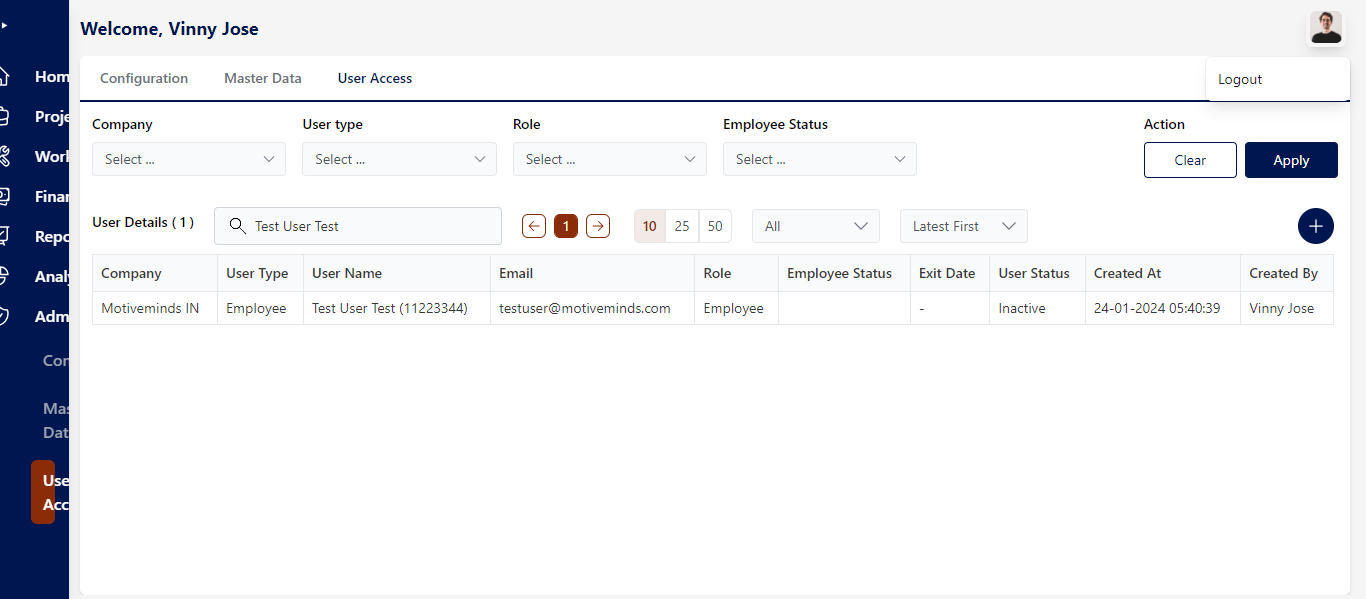 Welcome, Vinny Jose
Configuration Master Data User Access
Logout
Company User type Role Employee Status Action
Select ... Select ... Select ... Select ... Clear Apply
User Details ( 1 ) Test User Test 1 10 25 50 All Latest First
Company User Type User Name Email Role Employee Status Exit Date User Status Created At Created By
Motiveminds IN Employee Test User Test (11223344) testuser@motiveminds.com Employee - Inactive 24-01-2024 05:40:39 Vinny Jose
Hom
Proje
Worl
Finar
Repc
Analy
Adm
Con
Mas
Dat
Use
Acc